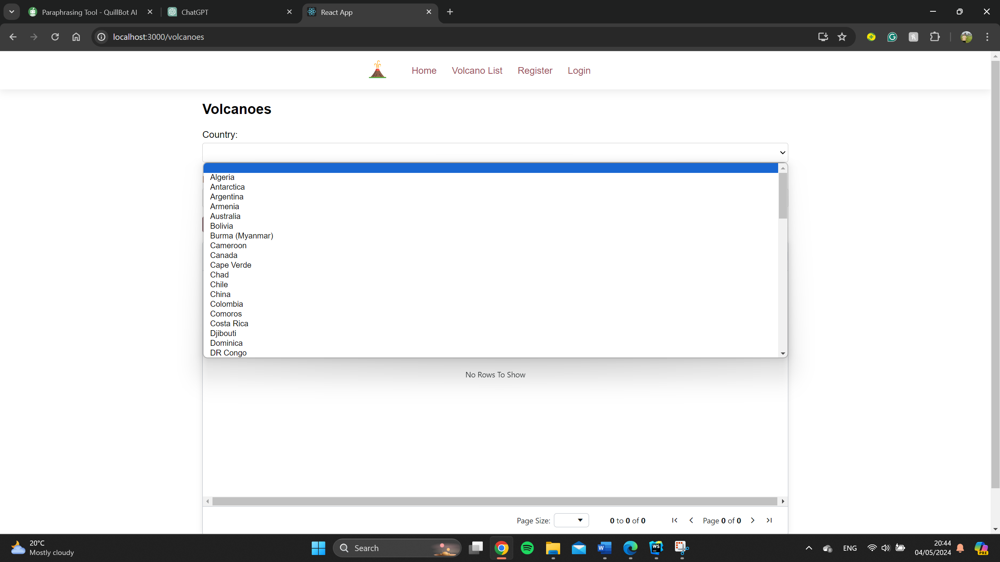 Paraphrasing Tool - QuillBot AI
ChatGPT
React App
localhost:3000/volcanoes
Home Volcano List Register Login
Volcanoes
Country:
Algeria
Antarctica
Argentina
Armenia
Australia
Bolivia
Burma (Myanmar)
Cameroon
Canada
Cape Verde
Chad
Chile
China
Colombia
Comoros
Costa Rica
Djibouti
Dominica
DR Congo
No Rows To Show
Page Size: 0 to 0 of 0 Page 0 of 0
20°C
Mostly cloudy
Search
W
WS
ENG
20:44
04/05/2024
PRE